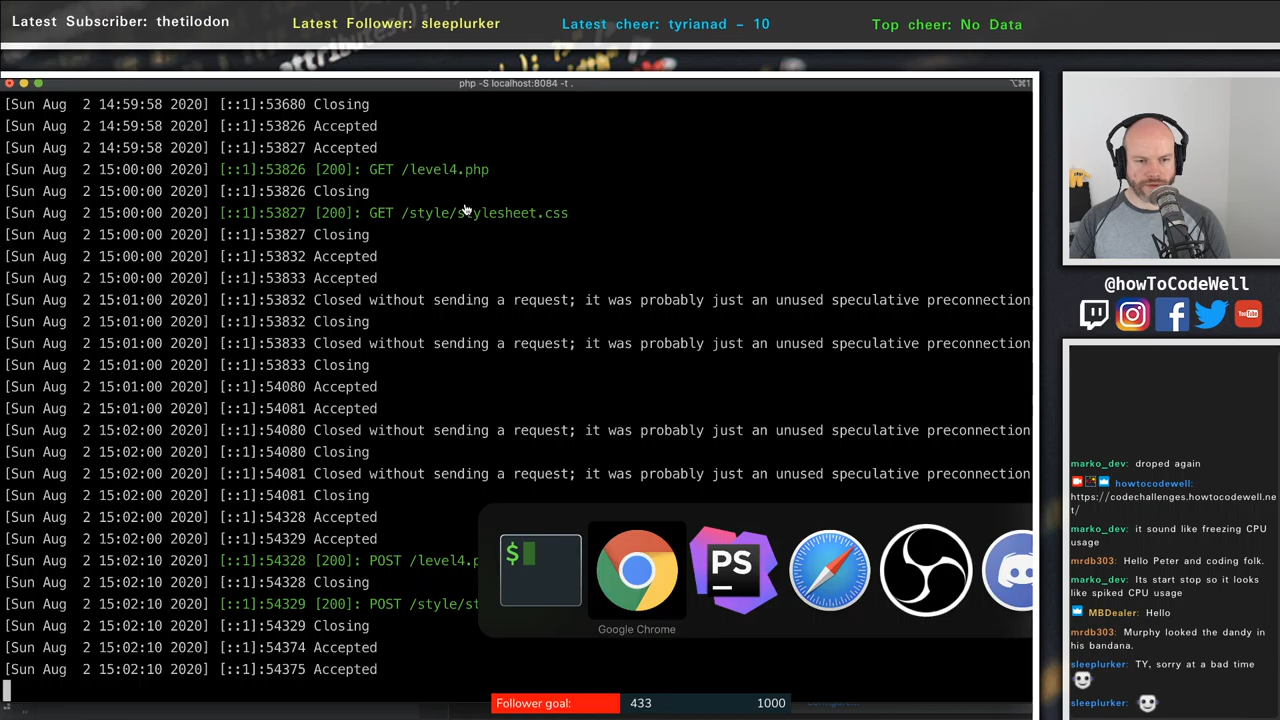 Latest Subscriber: thetilodon
Latest Follower: sleeplurker
Latest cheer: tyrianad - 10
Top cheer: No Data
attributes();
php -S localhost:8084 -t .
⌥⌘1
[Sun Aug  2 14:59:58 2020] [::1]:53680 Closing
[Sun Aug  2 14:59:58 2020] [::1]:53826 Accepted
[Sun Aug  2 14:59:58 2020] [::1]:53827 Accepted
[Sun Aug  2 15:00:00 2020] [::1]:53826 [200]: GET /level4.php
[Sun Aug  2 15:00:00 2020] [::1]:53826 Closing
[Sun Aug  2 15:00:00 2020] [::1]:53827 [200]: GET /style/stylesheet.css
[Sun Aug  2 15:00:00 2020] [::1]:53827 Closing
[Sun Aug  2 15:00:00 2020] [::1]:53832 Accepted
[Sun Aug  2 15:00:00 2020] [::1]:53833 Accepted
[Sun Aug  2 15:01:00 2020] [::1]:53832 Closed without sending a request; it was probably just an unused speculative preconnection
[Sun Aug  2 15:01:00 2020] [::1]:53832 Closing
[Sun Aug  2 15:01:00 2020] [::1]:53833 Closed without sending a request; it was probably just an unused speculative preconnection
[Sun Aug  2 15:01:00 2020] [::1]:53833 Closing
[Sun Aug  2 15:01:00 2020] [::1]:54080 Accepted
[Sun Aug  2 15:01:00 2020] [::1]:54081 Accepted
[Sun Aug  2 15:02:00 2020] [::1]:54080 Closed without sending a request; it was probably just an unused speculative preconnection
[Sun Aug  2 15:02:00 2020] [::1]:54080 Closing
[Sun Aug  2 15:02:00 2020] [::1]:54081 Closed without sending a request; it was probably just an unused speculative preconnection
[Sun Aug  2 15:02:00 2020] [::1]:54081 Closing
[Sun Aug  2 15:02:00 2020] [::1]:54328 Accepted
[Sun Aug  2 15:02:00 2020] [::1]:54329 Accepted
[Sun Aug  2 15:02:10 2020] [::1]:54328 [200]: POST /level4.p
[Sun Aug  2 15:02:10 2020] [::1]:54328 Closing
[Sun Aug  2 15:02:10 2020] [::1]:54329 [200]: POST /style/st
[Sun Aug  2 15:02:10 2020] [::1]:54329 Closing
[Sun Aug  2 15:02:10 2020] [::1]:54374 Accepted
[Sun Aug  2 15:02:10 2020] [::1]:54375 Accepted
$
PS
Google Chrome
Follower goal:
433
1000
@howToCodeWell
You Tube
marko_dev: droped again
howtocodewell:
https://codechallenges.howtocodewell.ne
t/
marko_dev: it sound like freezing CPU
usage
mrdb303: Hello Peter and coding folk.
marko_dev: Its start stop so it looks
like spiked CPU usage
MBDealer: Hello
mrdb303: Murphy looked the dandy in
his bandana.
sleeplurker: TY, sorry at a bad time
sleeplurker: